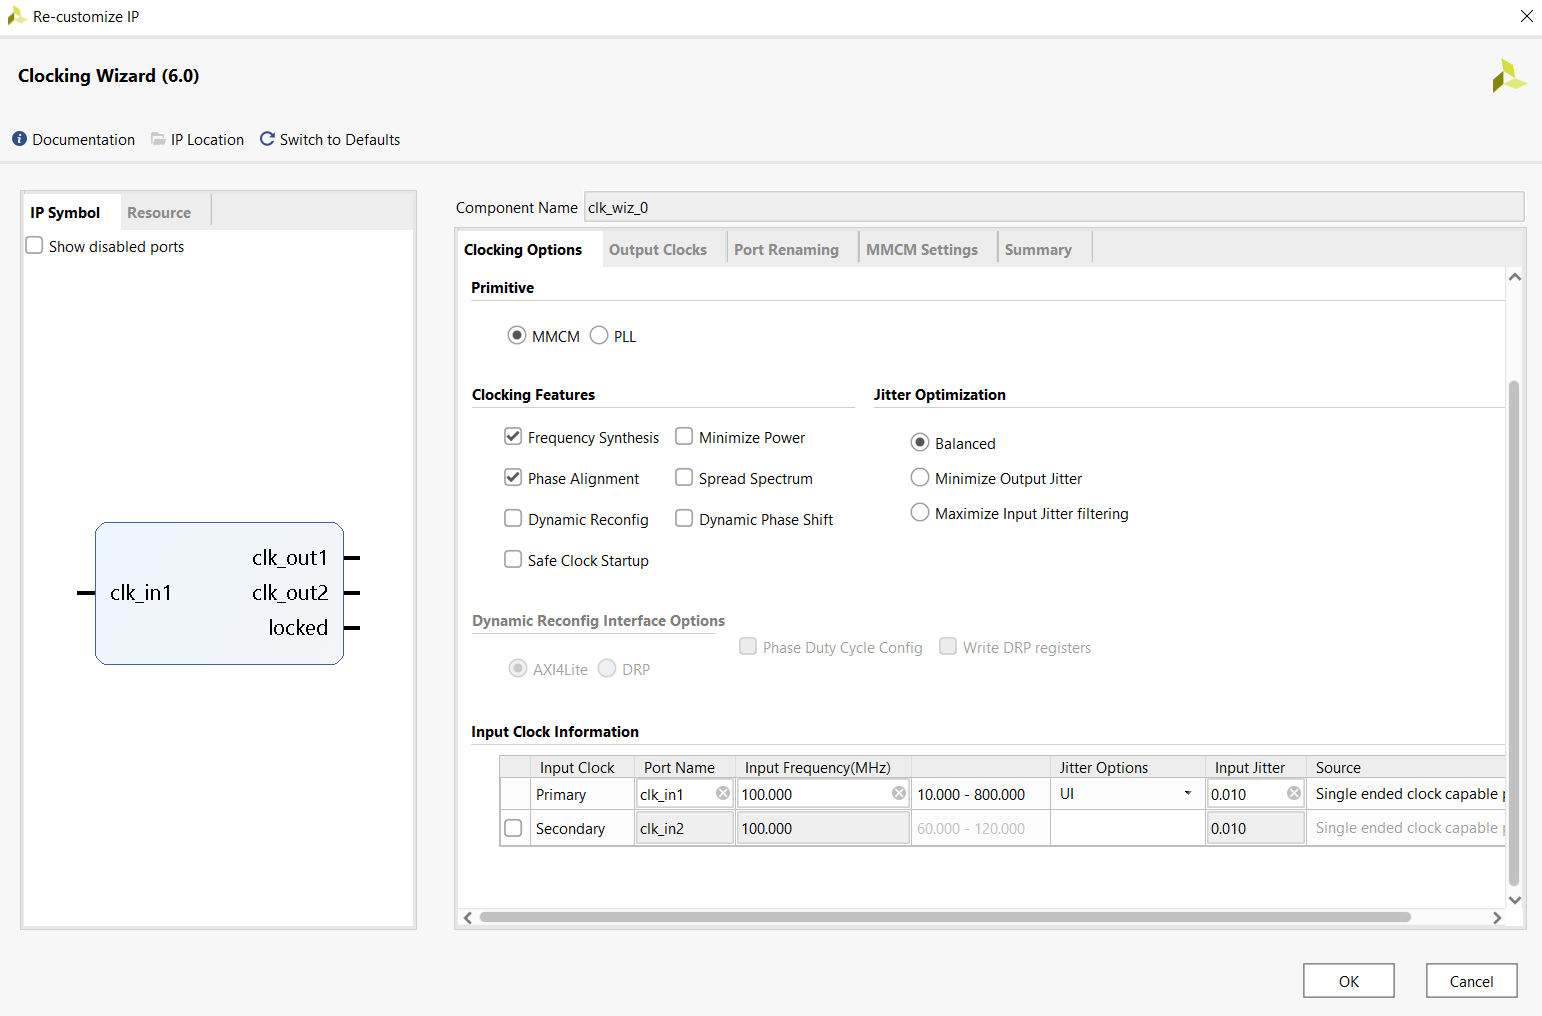 Re-customize IP
Clocking Wizard (6.0)
Documentation IP Location Switch to Defaults
IP Symbol Resource
Show disabled ports
clk_in1
clk_out1
clk_out2
locked
Component Name clk_wiz_0
Clocking Options Output Clocks Port Renaming MMCM Settings Summary
Primitive
MMCM PLL
Clocking Features
Frequency Synthesis Minimize Power
Phase Alignment Spread Spectrum
Dynamic Reconfig Dynamic Phase Shift
Safe Clock Startup
Jitter Optimization
Balanced
Minimize Output Jitter
Maximize Input Jitter filtering
Dynamic Reconfig Interface Options
AXI4Lite DRP
Phase Duty Cycle Config Write DRP registers
Input Clock Information
Input Clock Port Name Input Frequency(MHz) Jitter Options Input Jitter Source
Primary clk_in1 100.000 10.000 - 800.000 UI 0.010 Single ended clock capable
Secondary clk_in2 100.000 60.000 - 120.000 0.010 Single ended clock capable
OK Cancel